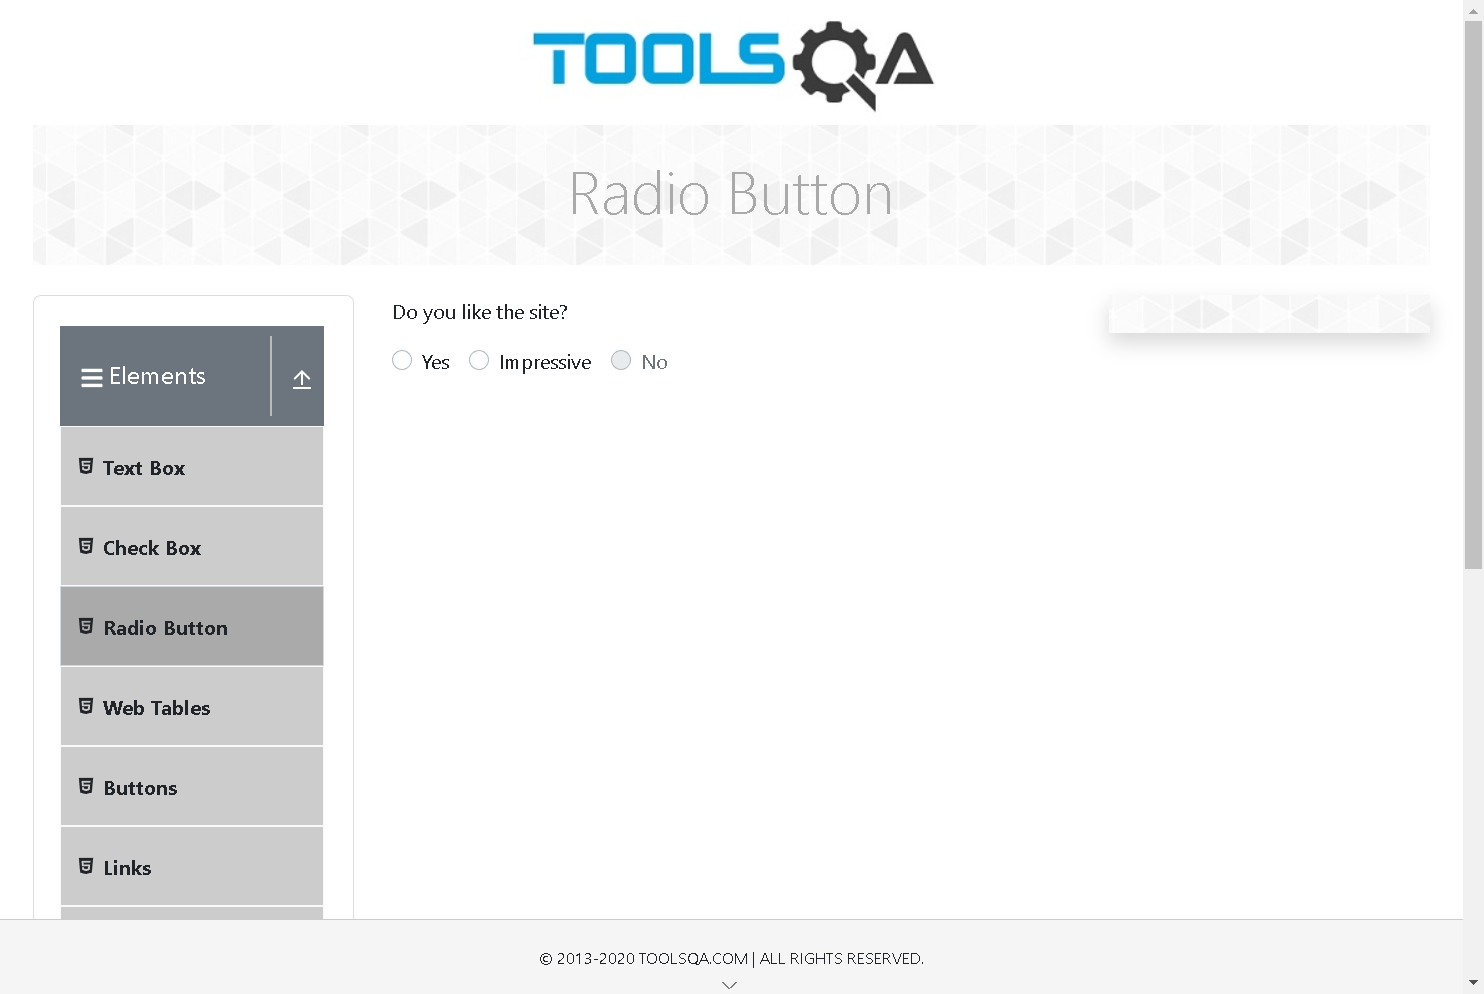 TOOLSQA
Radio Button
Do you like the site?
Yes Impressive No
Elements
Text Box
Check Box
Radio Button
Web Tables
Buttons
Links
© 2013-2020 TOOLSQA.COM | ALL RIGHTS RESERVED.